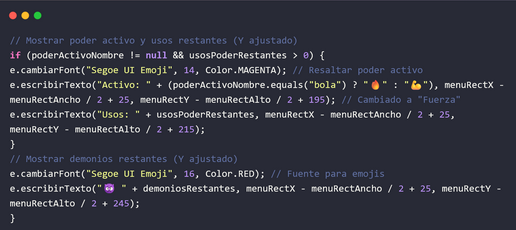 // Mostrar poder activo y usos restantes (Y ajustado)
if (poderActivoNombre != null && usosPoderRestantes > 0) {
e.cambiarFont("Segoe UI Emoji", 14, Color.MAGENTA); // Resaltar poder activo
e.escribirTexto("Activo: " + (poderActivoNombre.equals("bola") ? "🔥" : "💪"), menuRectX -
menuRectAncho / 2 + 25, menuRectY - menuRectAlto / 2 + 195); // Cambiado a "Fuerza"
e.escribirTexto("Usos: " + usosPoderRestantes, menuRectX - menuRectAncho / 2 + 25,
menuRectY - menuRectAlto / 2 + 215);
}
// Mostrar demonios restantes (Y ajustado)
e.cambiarFont("Segoe UI Emoji", 16, Color.RED); // Fuente para emojis
e.escribirTexto("😈 " + demoniosRestantes, menuRectX - menuRectAncho / 2 + 25, menuRectY -
menuRectAlto / 2 + 245);
}